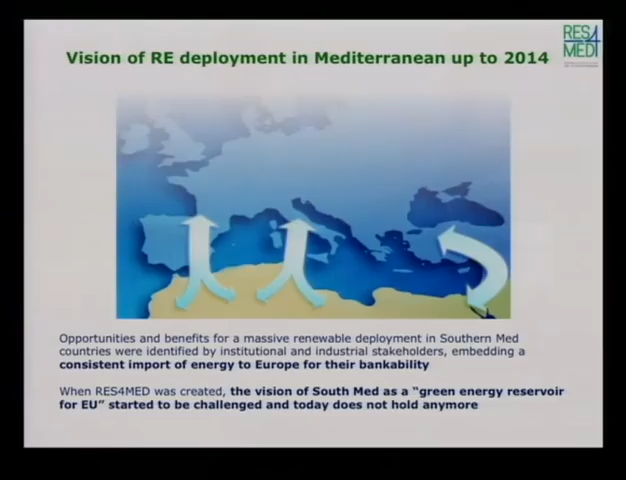 RES4
MED
Vision of RE deployment in Mediterranean up to 2014
Opportunities and benefits for a massive renewable deployment in Southern Med
countries were identified by institutional and industrial stakeholders, embedding a
consistent import of energy to Europe for their bankability
When RES4MED was created, the vision of South Med as a “green energy reservoir
for EU” started to be challenged and today does not hold anymore